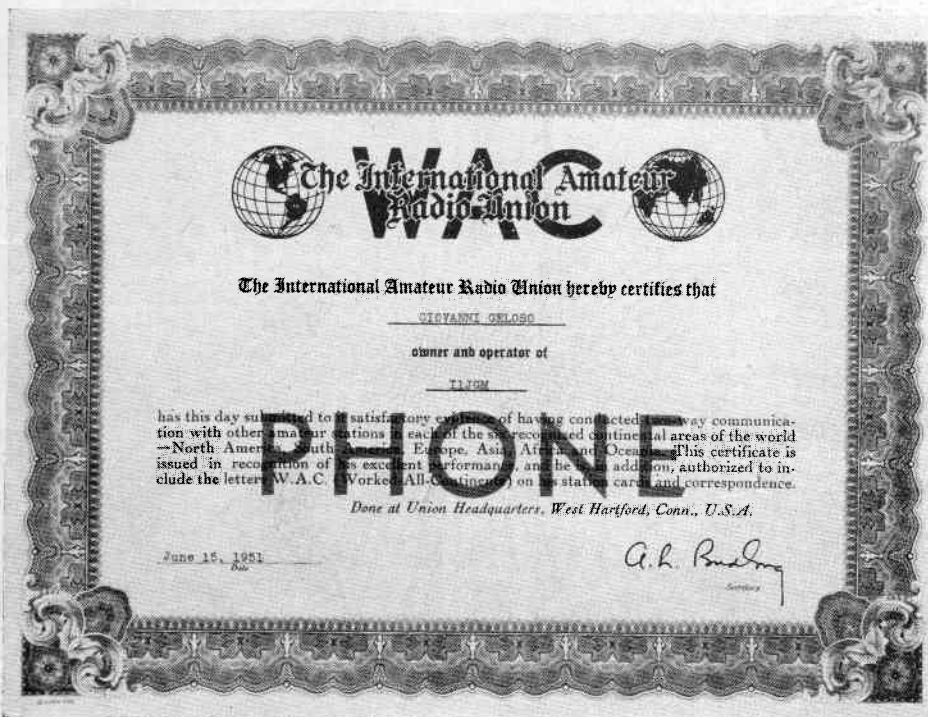 WAC
The International Amateur
Radio Union
The International Amateur Radio Union hereby certifies that
GIOVANNI GELOSO
owner and operator of
I1JGM
has this day submitted to it satisfactory evidence of having conducted two-way communica-
tion with other amateur stations in each of the six recognized continental areas of the world
—North America, South America, Europe, Asia, Africa and Oceania. This certificate is
issued in recognition of his excellent performance, and he is, in addition, authorized to in-
clude the letters W.A.C. (Worked-All-Continents) on his station cards and correspondence.
PHONE
Done at Union Headquarters, West Hartford, Conn., U.S.A.
June 15, 1951
Date
A. L. Budlong
Secretary